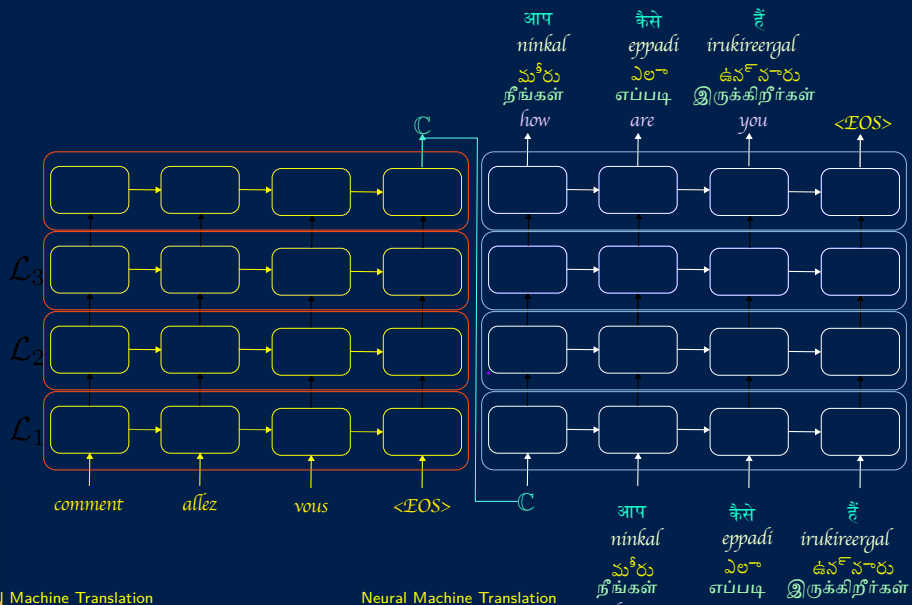 आप कैसे हैं
ninkal eppadi irukireergal
మీరు ఎలా ఉన్నారు
நீங்கள் எப்படி இருக்கிறீர்கள்
how are you <EOS>
ℂ
ℒ3
ℒ2
ℒ1
comment allez vous <EOS> ℂ
आप कैसे हैं
ninkal eppadi irukireergal
మీరు ఎలా ఉన్నారు
நீங்கள் எப்படி இருக்கிறீர்கள்
Machine Translation Neural Machine Translation